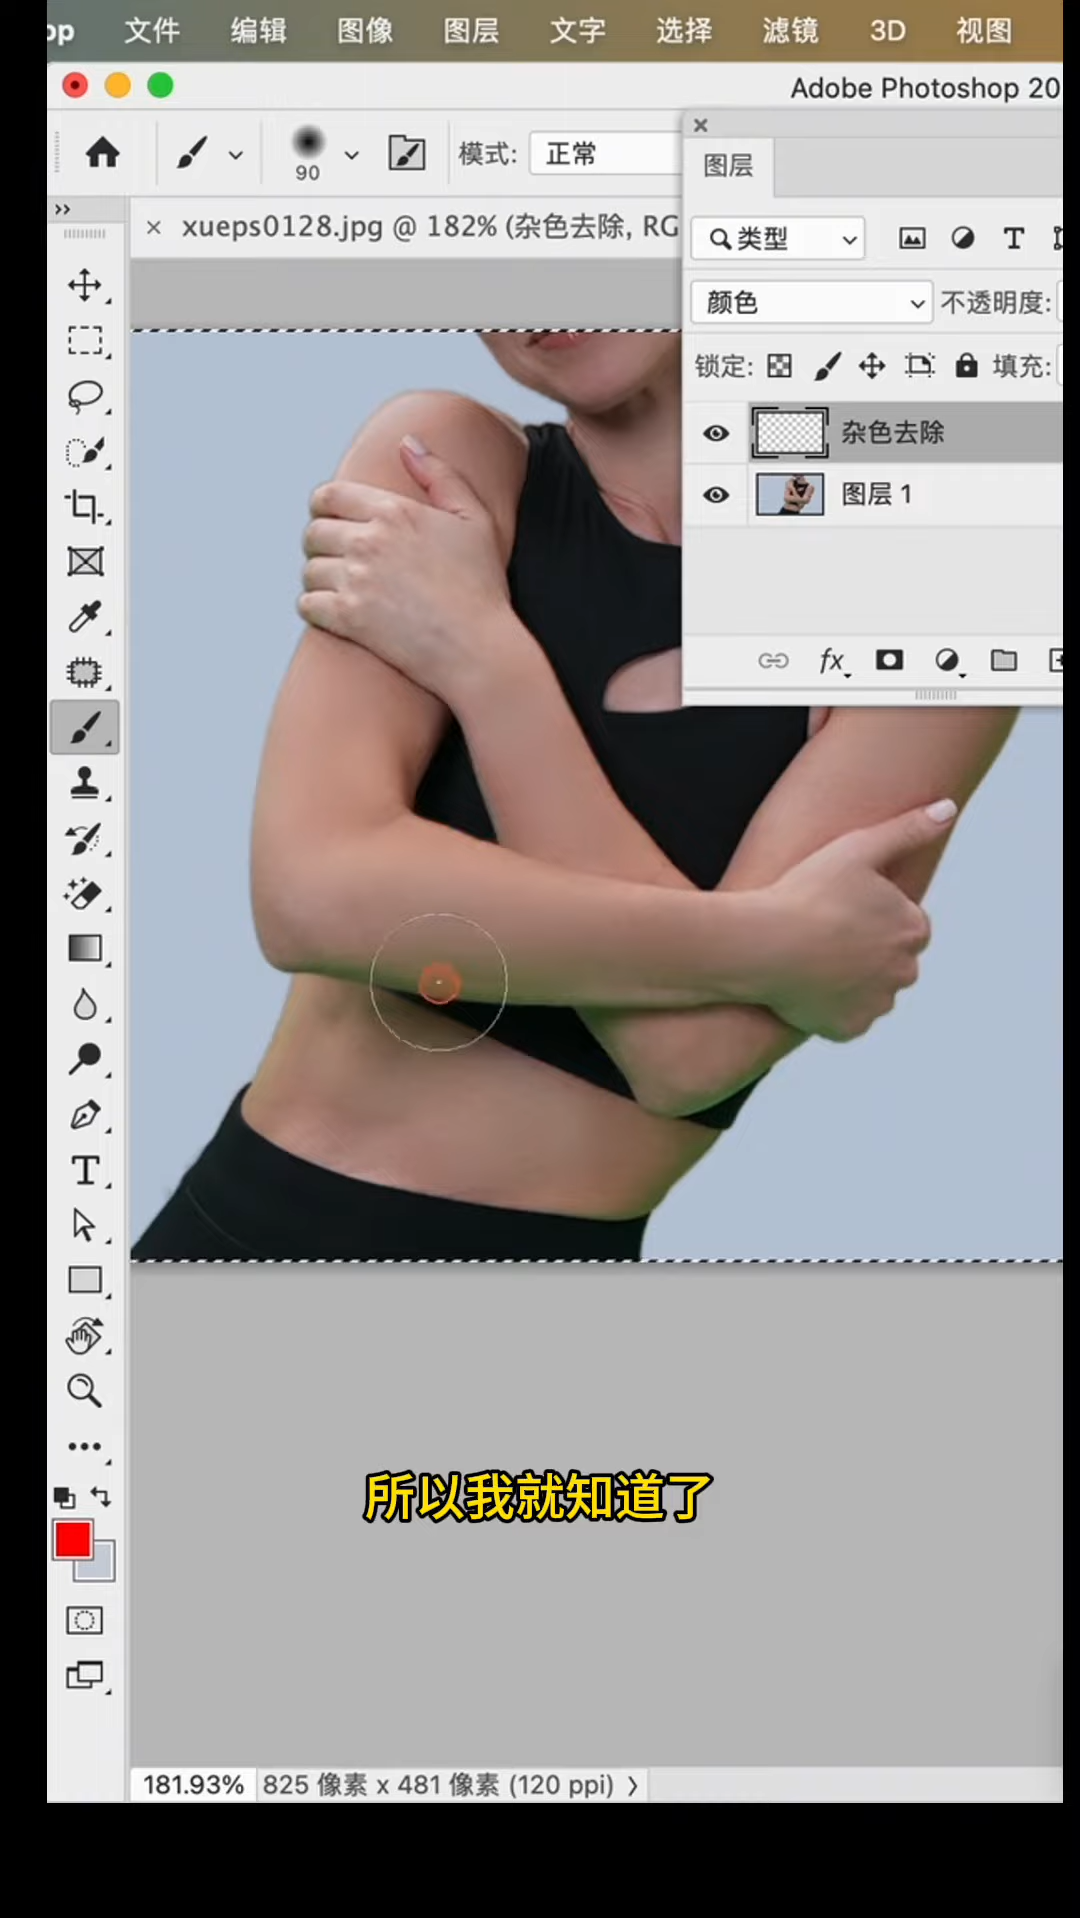 op 文件 编辑 图像 图层 文字 选择 滤镜 3D 视图
Adobe Photoshop 20
90 模式: 正常
图层
× xueps0128.jpg @ 182% (杂色去除, RG
类型
颜色 不透明度:
锁定: 填充:
杂色去除
图层 1
fx
所以我就知道了
181.93% 825 像素 x 481 像素 (120 ppi)